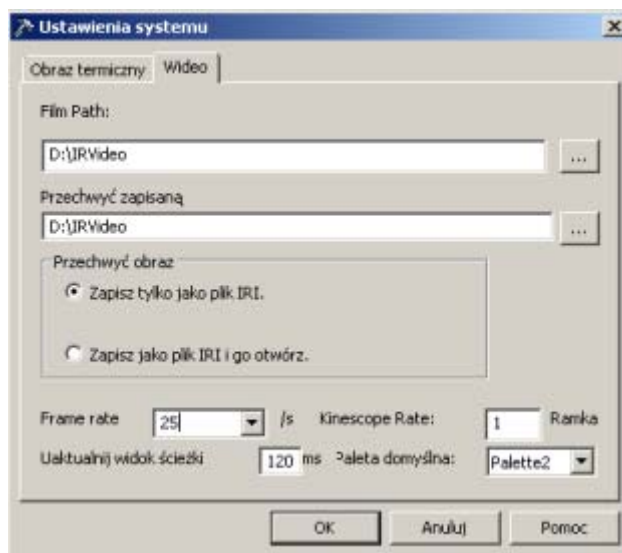 Ustawienia systemu
Obraz termiczny Wideo
Film Path:
D:\IRVideo ...
Przechwyć zapisaną
D:\IRVideo ...
Przechwyć obraz
Zapisz tylko jako plik IRI.
Zapisz jako plik IRI i go otwórz.
Frame rate 25 /s Kinescope Rate: 1 Ramka
Uaktualnij widok ścieżki 120 ms Paleta domyślna: Palette2
OK Anuluj Pomoc